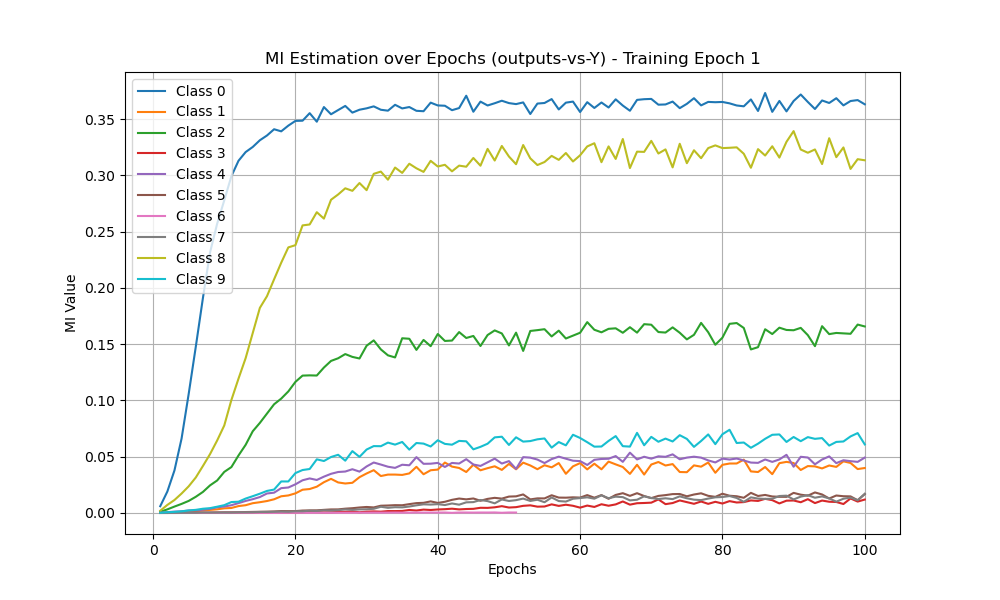 MI Estimation over Epochs (outputs-vs-Y) - Training Epoch 1
Class 0
Class 1
Class 2
Class 3
Class 4
Class 5
Class 6
Class 7
Class 8
Class 9
MI Value
0.35
0.30
0.25
0.20
0.15
0.10
0.05
0.00
0 20 40 60 80 100
Epochs